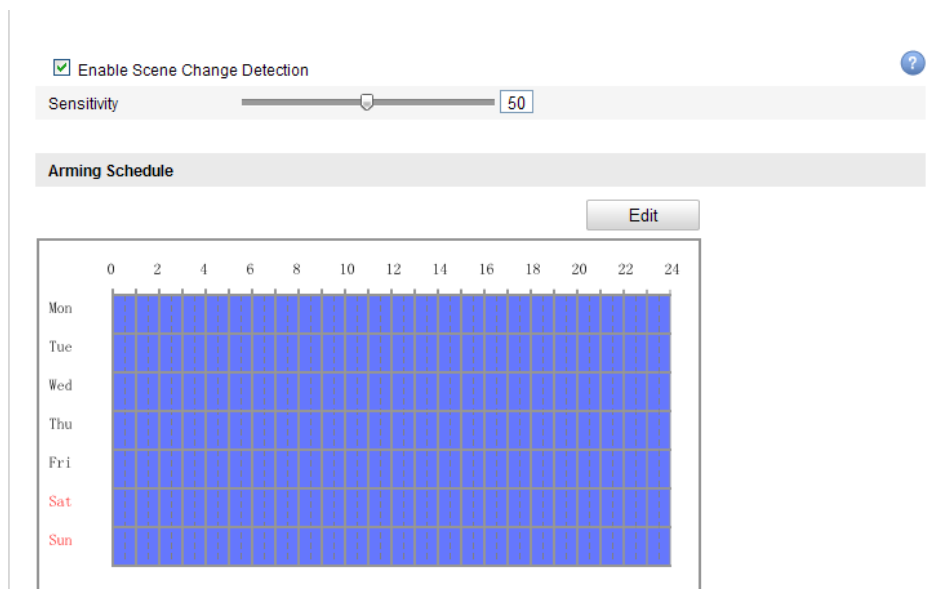 Enable Scene Change Detection
?
Sensitivity 50
Arming Schedule
Edit
0 2 4 6 8 10 12 14 16 18 20 22 24
Mon
Tue
Wed
Thu
Fri
Sat
Sun